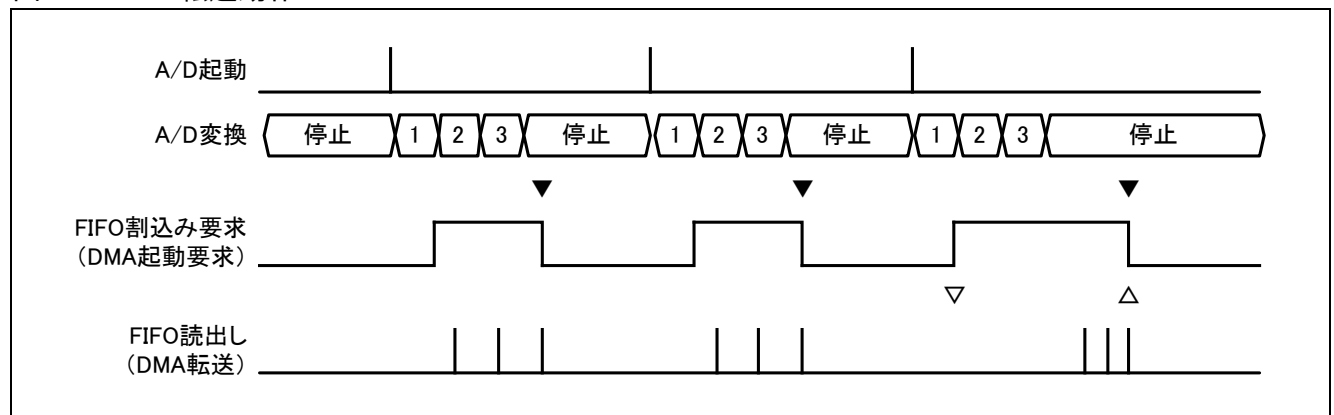 A/D起動
A/D変換 停止 1 2 3 停止 1 2 3 停止 1 2 3 停止
▼ ▼ ▼
FIFO割込み要求
(DMA起動要求)
▽ △
FIFO読出し
(DMA転送)